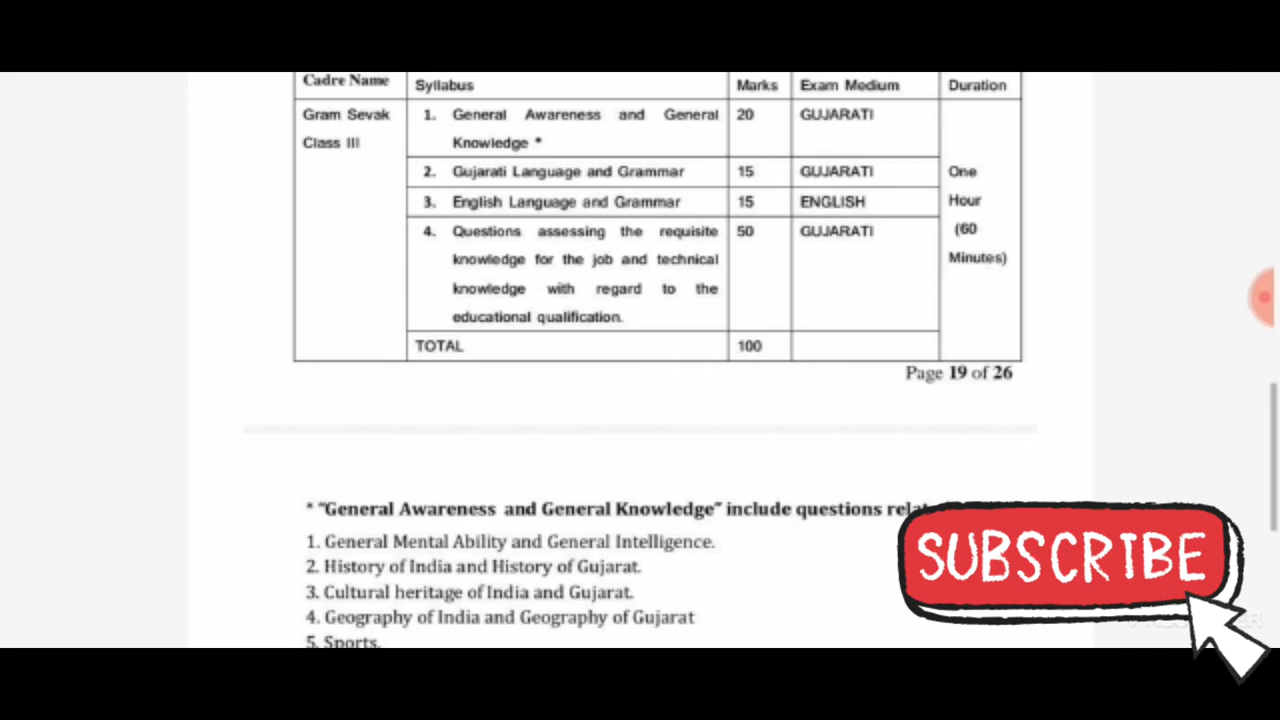 Cadre Name Syllabus Marks Exam Medium Duration
Gram Sevak 1. General Awareness and General 20 GUJARATI
Class III Knowledge *
2. Gujarati Language and Grammar 15 GUJARATI One
3. English Language and Grammar 15 ENGLISH Hour
4. Questions assessing the requisite 50 GUJARATI (60
knowledge for the job and technical Minutes)
knowledge with regard to the
educational qualification.
TOTAL 100
Page 19 of 26
* "General Awareness and General Knowledge" include questions
1. General Mental Ability and General Intelligence.
2. History of India and History of Gujarat.
3. Cultural heritage of India and Gujarat.
4. Geography of India and Geography of Gujarat
5. Sports.
SUBSCRIBE